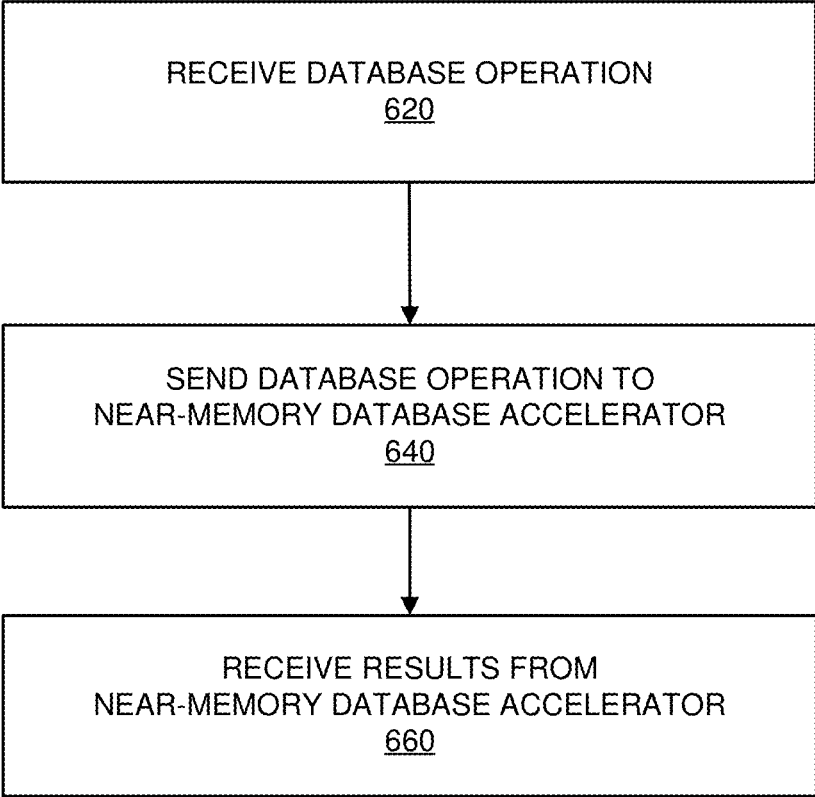 RECEIVE DATABASE OPERATION
620
SEND DATABASE OPERATION TO
NEAR-MEMORY DATABASE ACCELERATOR
640
RECEIVE RESULTS FROM
NEAR-MEMORY DATABASE ACCELERATOR
660